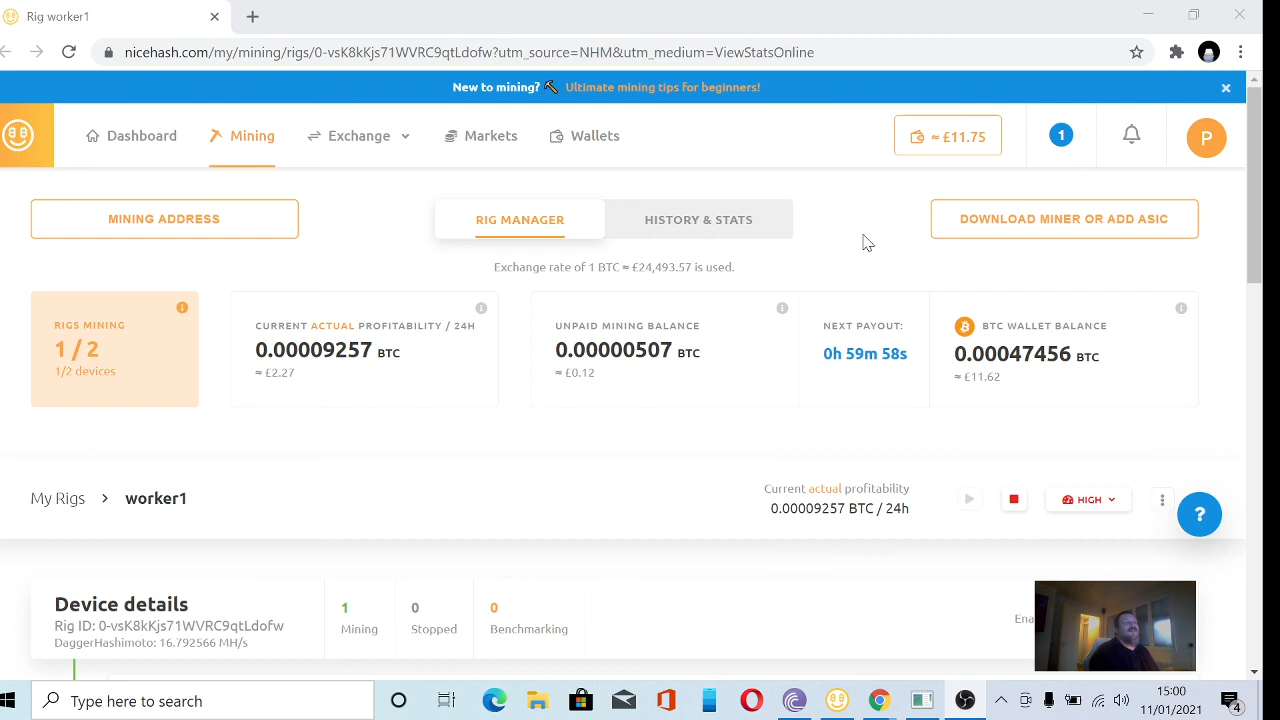 Rig worker1
nicehash.com/my/mining/rigs/0-vsK8kKjs71WVRC9qtLdofw?utm_source=NHM&utm_medium=ViewStatsOnline
New to mining? Ultimate mining tips for beginners!
Dashboard Mining Exchange Markets Wallets ≈ £11.75 1 P
MINING ADDRESS RIG MANAGER HISTORY & STATS DOWNLOAD MINER OR ADD ASIC
Exchange rate of 1 BTC ≈ £24,493.57 is used.
RIGS MINING
1 / 2
1/2 devices
CURRENT ACTUAL PROFITABILITY / 24H
0.00009257 BTC
≈ £2.27
UNPAID MINING BALANCE
0.00000507 BTC
≈ £0.12
NEXT PAYOUT:
0h 59m 58s
BTC WALLET BALANCE
0.00047456 BTC
≈ £11.62
My Rigs > worker1
Current actual profitability
0.00009257 BTC / 24h
HIGH
?
Device details
Rig ID: 0-vsK8kKjs71WVRC9qtLdofw
DaggerHashimoto: 16.792566 MH/s
1
Mining
0
Stopped
0
Benchmarking
Ena
Type here to search
15:00
11/01/2021
4